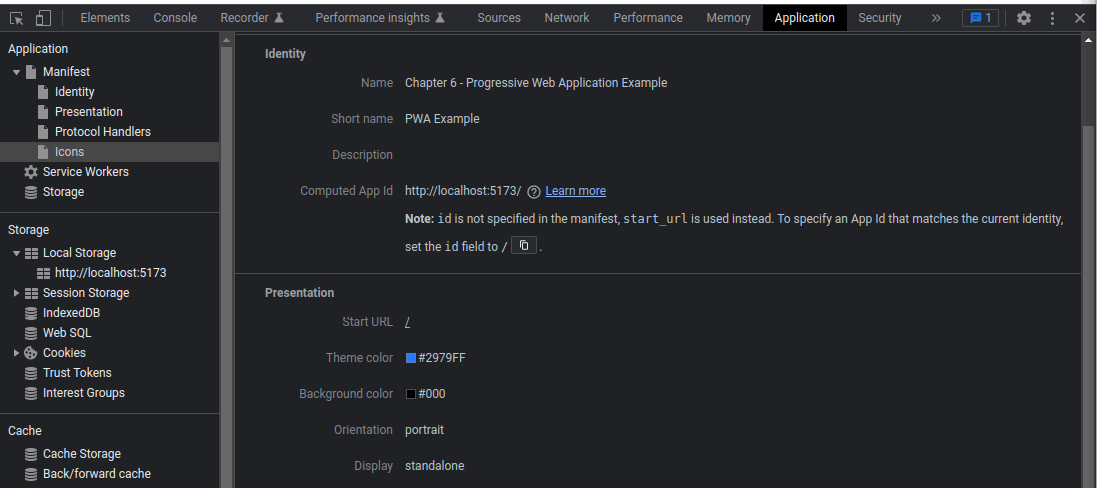 Elements Console Recorder Performance insights Sources Network Performance Memory Application Security » 1
Application
Manifest
Identity
Presentation
Protocol Handlers
Icons
Service Workers
Storage
Storage
Local Storage
http://localhost:5173
Session Storage
IndexedDB
Web SQL
Cookies
Trust Tokens
Interest Groups
Cache
Cache Storage
Back/forward cache
Identity
Name Chapter 6 - Progressive Web Application Example
Short name PWA Example
Description
Computed App Id http://localhost:5173/ ? Learn more
Note: id is not specified in the manifest, start_url is used instead. To specify an App Id that matches the current identity,
set the id field to / .
Presentation
Start URL /
Theme color #2979FF
Background color #000
Orientation portrait
Display standalone